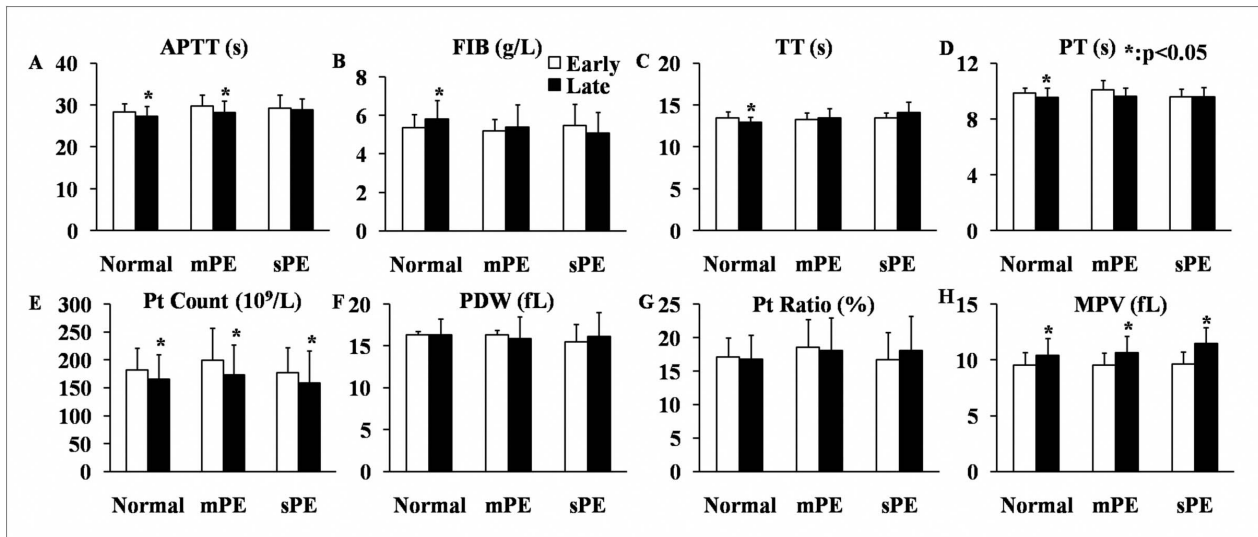 A APTT (s)
40
30
20
10
0
* *
Normal mPE sPE
B FIB (g/L)
Early
Late
8
6
4
2
0
*
Normal mPE sPE
C TT (s)
20
15
10
5
0
*
Normal mPE sPE
D PT (s) *:p<0.05
12
8
4
0
*
Normal mPE sPE
E Pt Count (10⁹/L)
300
250
200
150
100
50
0
* * *
Normal mPE sPE
F PDW (fL)
20
15
10
5
0
Normal mPE sPE
G Pt Ratio (%)
25
20
15
10
5
0
Normal mPE sPE
H MPV (fL)
15
10
5
0
* * *
Normal mPE sPE